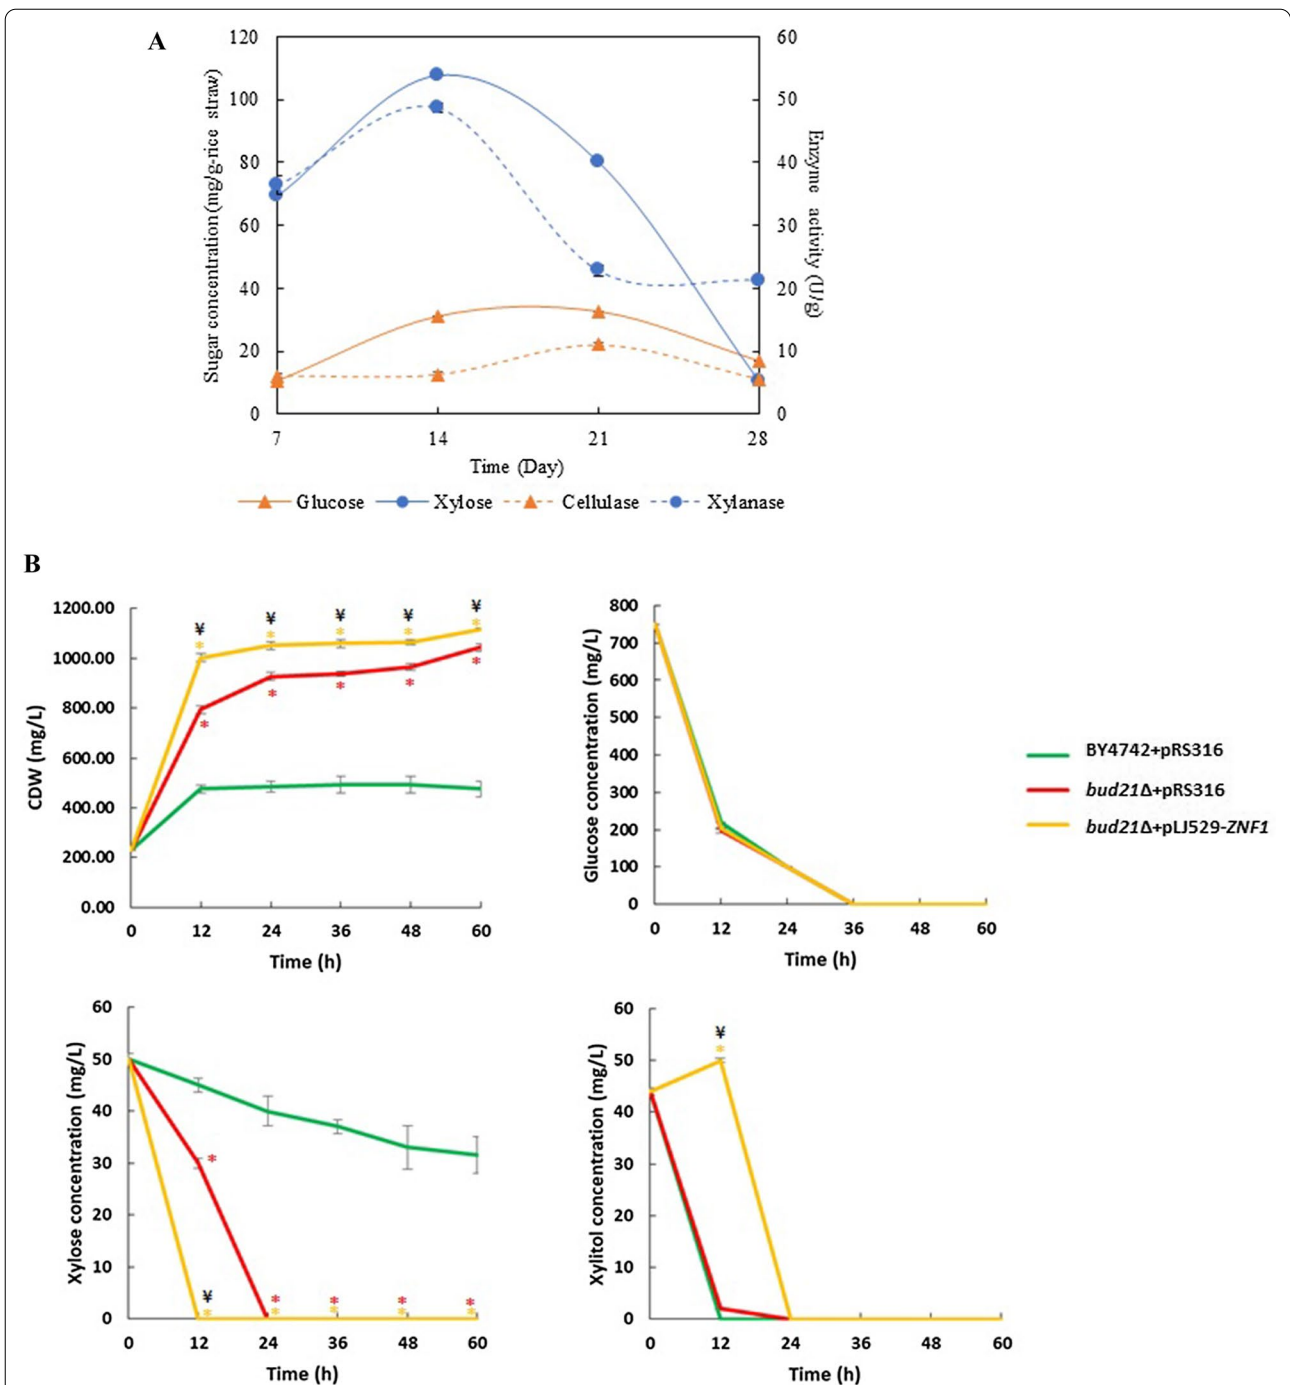 A
120
100
80
60
40
20
0
60
50
40
30
20
10
0
Sugar concentration (mg/g-rice straw)
Enzyme activity (U/g)
7 14 21 28
Time (Day)
Glucose Xylose Cellulase Xylanase
B
1200.00
1000.00
800.00
600.00
400.00
200.00
0.00
CDW (mg/L)
¥ ¥ ¥ ¥ ¥
* * * * *
* * * * *
0 12 24 36 48 60
Time (h)
800
700
600
500
400
300
200
100
0
Glucose concentration (mg/L)
0 12 24 36 48 60
Time (h)
BY4742+pRS316
bud21Δ+pRS316
bud21Δ+pLJ529-ZNF1
60
50
40
30
20
10
0
Xylose concentration (mg/L)
*
¥
* * * *
* * * * *
0 12 24 36 48 60
Time (h)
60
50
40
30
20
10
0
Xylitol concentration (mg/L)
¥
*
0 12 24 36 48 60
Time (h)